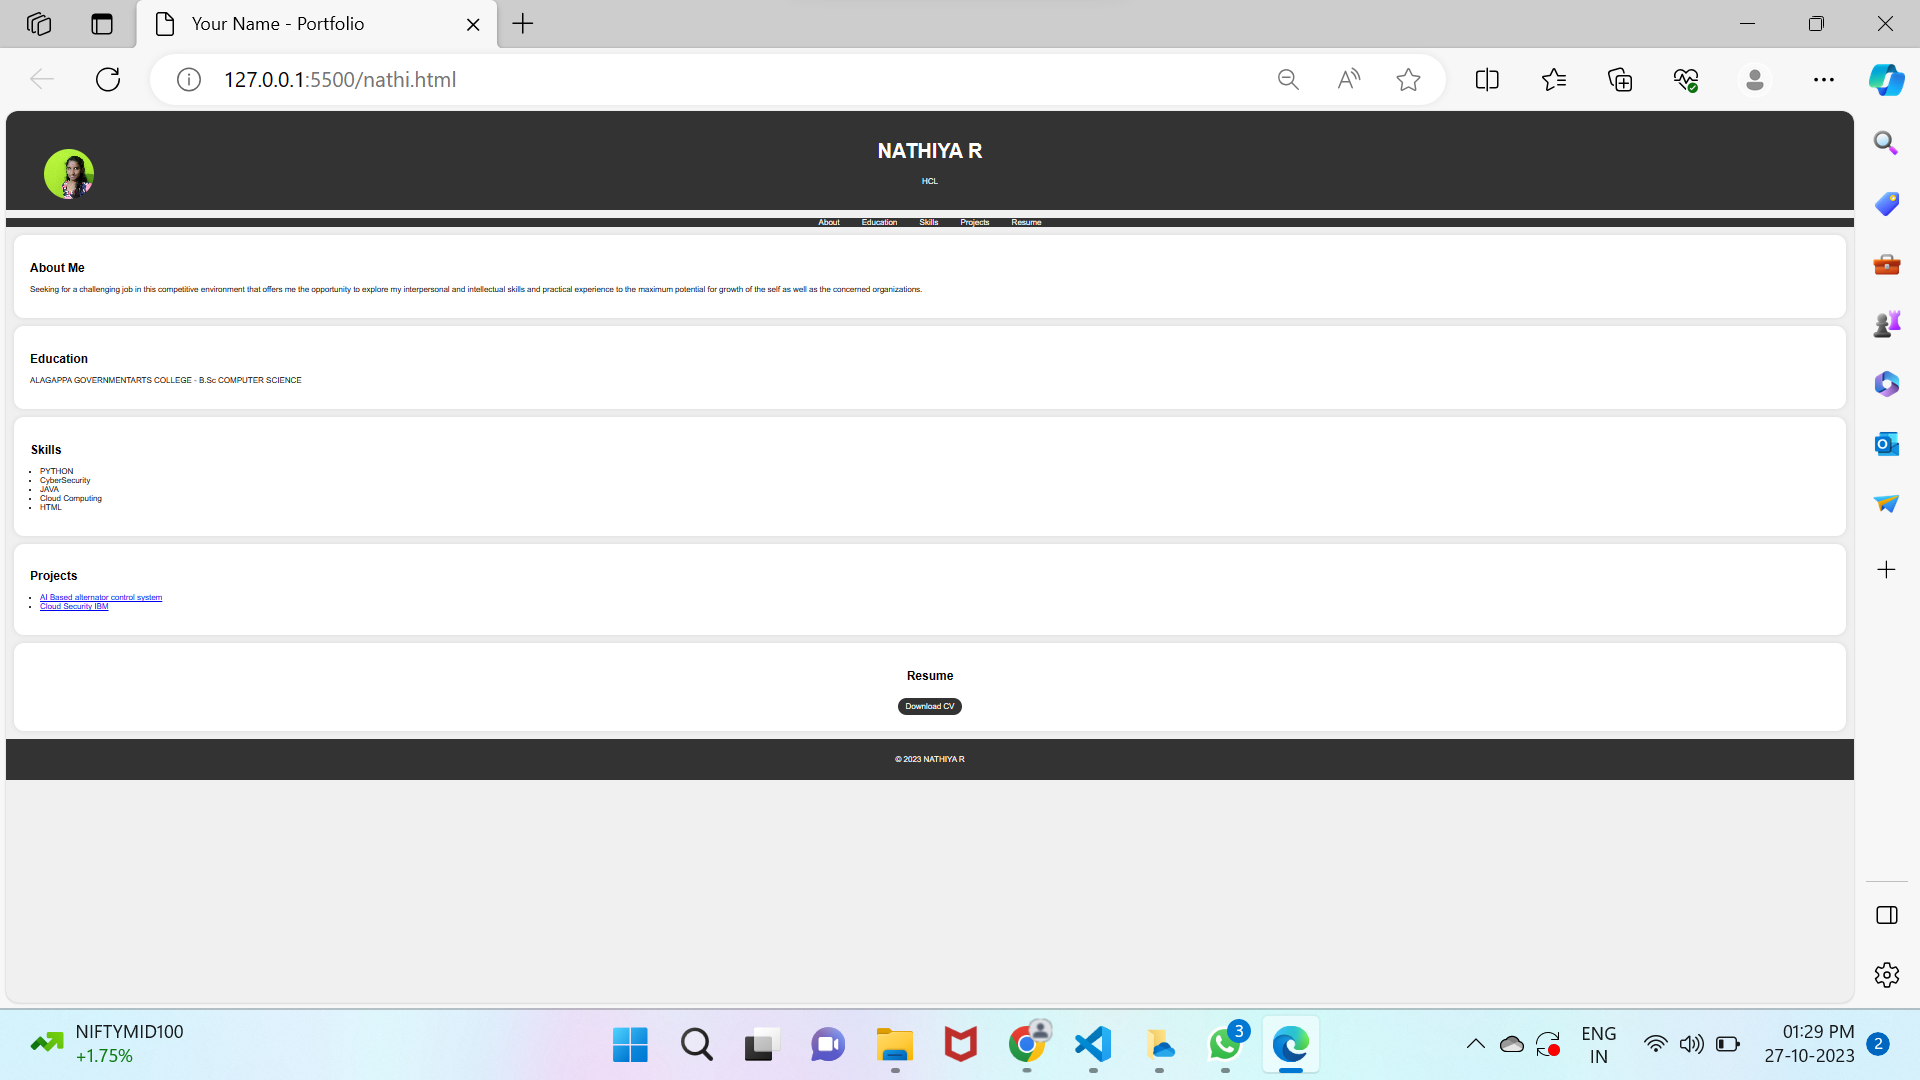 Your Name - Portfolio
127.0.0.1:5500/nathi.html
NATHIYA R
HCL
About Education Skills Projects Resume
About Me
Seeking for a challenging job in this competitive environment that offers me the opportunity to explore my interpersonal and intellectual skills and practical experience to the maximum potential for growth of the self as well as the concerned organizations.
Education
ALAGAPPA GOVERNMENTARTS COLLEGE - B.Sc COMPUTER SCIENCE
Skills
PYTHON
CyberSecurity
JAVA
Cloud Computing
HTML
Projects
AI Based alternator control system
Cloud Security IBM
Resume
Download CV
© 2023 NATHIYA R
NIFTYMID100
+1.75%
3
ENG
IN
01:29 PM
27-10-2023
2